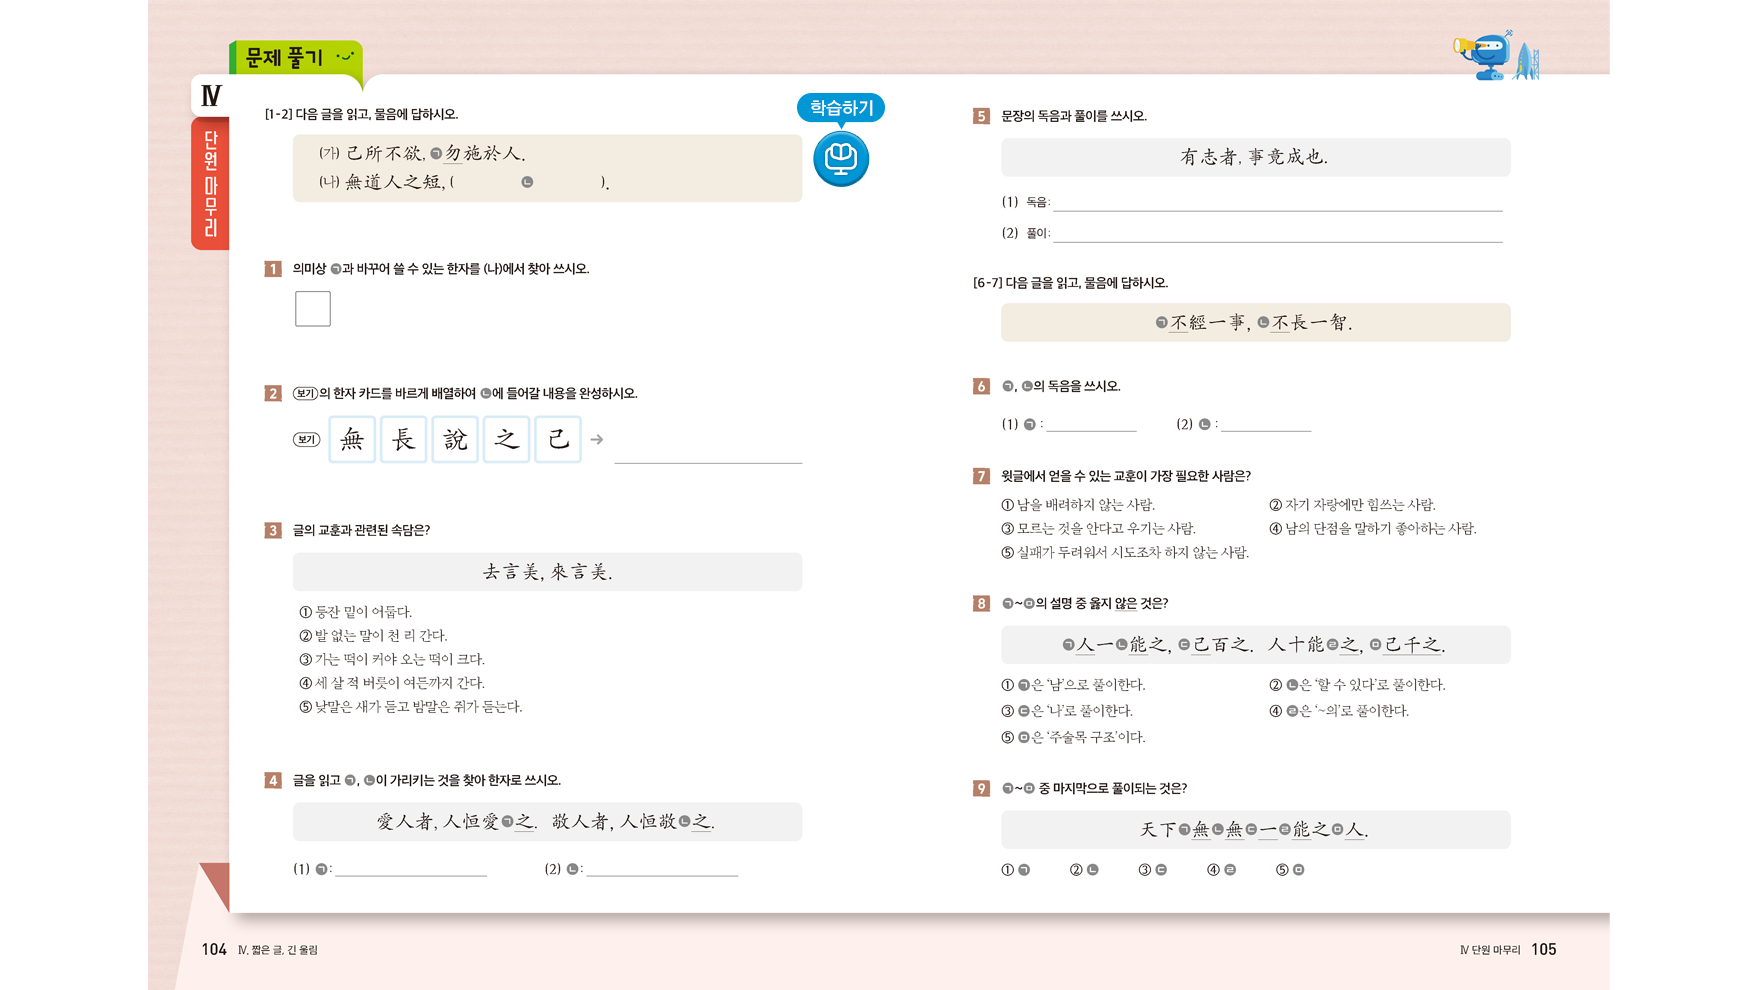 문제 풀기
Ⅳ
단원 마무리
[1-2] 다음 글을 읽고, 물음에 답하시오.
(가) 己所不欲, ㉠勿施於人.
(나) 無道人之短, ( ㉡ ).
학습하기
1 의미상 ㉠과 바꾸어 쓸 수 있는 한자를 (나)에서 찾아 쓰시오.
2 보기의 한자 카드를 바르게 배열하여 ㉡에 들어갈 내용을 완성하시오.
보기 無 長 說 之 己 →
3 글의 교훈과 관련된 속담은?
去言美, 來言美.
① 등잔 밑이 어둡다.
② 발 없는 말이 천 리 간다.
③ 가는 떡이 커야 오는 떡이 크다.
④ 세 살 적 버릇이 여든까지 간다.
⑤ 낮말은 새가 듣고 밤말은 쥐가 듣는다.
4 글을 읽고 ㉠, ㉡이 가리키는 것을 찾아 한자로 쓰시오.
愛人者, 人恒愛㉠之. 敬人者, 人恒敬㉡之.
(1) ㉠: (2) ㉡:
104 Ⅳ. 짧은 글, 긴 울림
5 문장의 독음과 풀이를 쓰시오.
有志者, 事竟成也.
(1) 독음:
(2) 풀이:
[6-7] 다음 글을 읽고, 물음에 답하시오.
㉠不經一事, ㉡不長一智.
6 ㉠, ㉡의 독음을 쓰시오.
(1) ㉠ : (2) ㉡ :
7 윗글에서 얻을 수 있는 교훈이 가장 필요한 사람은?
① 남을 배려하지 않는 사람. ② 자기 자랑에만 힘쓰는 사람.
③ 모르는 것을 안다고 우기는 사람. ④ 남의 단점을 말하기 좋아하는 사람.
⑤ 실패가 두려워서 시도조차 하지 않는 사람.
8 ㉠~㉤의 설명 중 옳지 않은 것은?
㉠人一㉡能之, ㉢己百之. 人十能㉣之, ㉤己千之.
① ㉠은 ‘남’으로 풀이한다. ② ㉡은 ‘할 수 있다’로 풀이한다.
③ ㉢은 ‘나’로 풀이한다. ④ ㉣은 ‘~의’로 풀이한다.
⑤ ㉤은 ‘주술목 구조’이다.
9 ㉠~㉤ 중 마지막으로 풀이되는 것은?
天下㉠無㉡無㉢一㉣能之㉤人.
① ㉠ ② ㉡ ③ ㉢ ④ ㉣ ⑤ ㉤
Ⅳ 단원 마무리 105